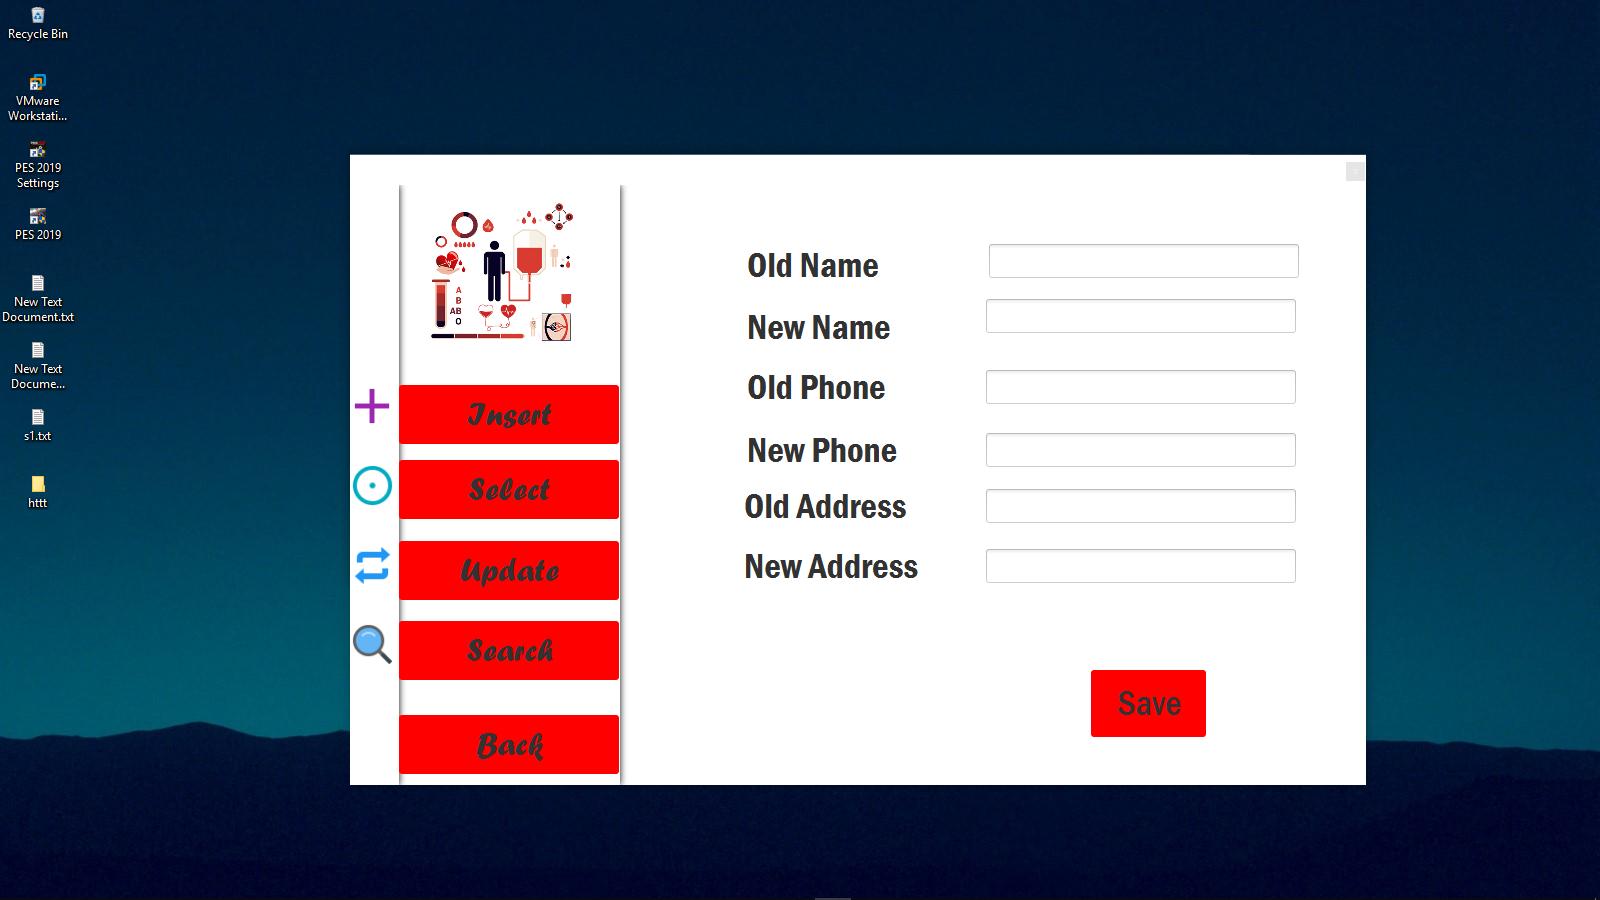 Recycle Bin
VMware
Workstati...
PES 2019
Settings
PES 2019
New Text
Document.txt
New Text
Docume...
s1.txt
httt
A
B
AB
O
Insert
Select
Update
Search
Back
Old Name
New Name
Old Phone
New Phone
Old Address
New Address
Save